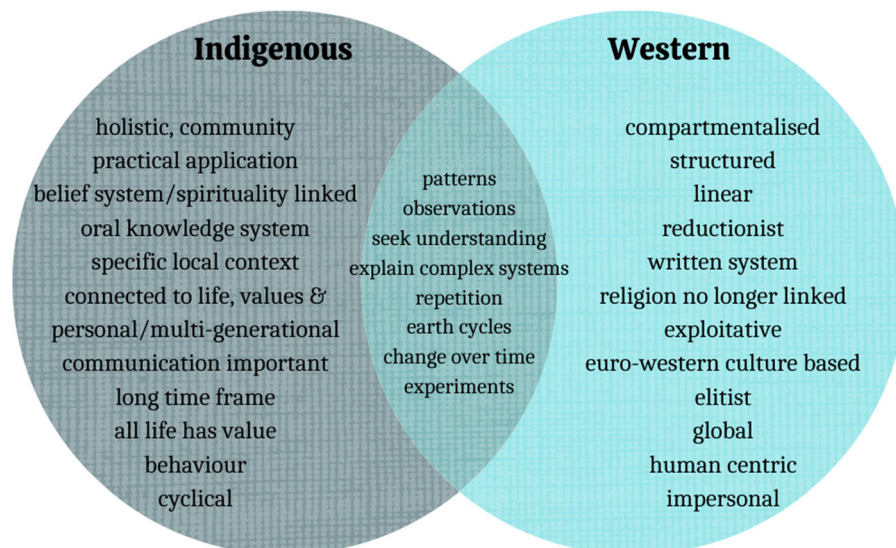 Indigenous
holistic, community
practical application
belief system/spirituality linked
oral knowledge system
specific local context
connected to life, values &
personal/multi-generational
communication important
long time frame
all life has value
behaviour
cyclical
patterns
observations
seek understanding
explain complex systems
repetition
earth cycles
change over time
experiments
Western
compartmentalised
structured
linear
reductionist
written system
religion no longer linked
exploitative
euro-western culture based
elitist
global
human centric
impersonal